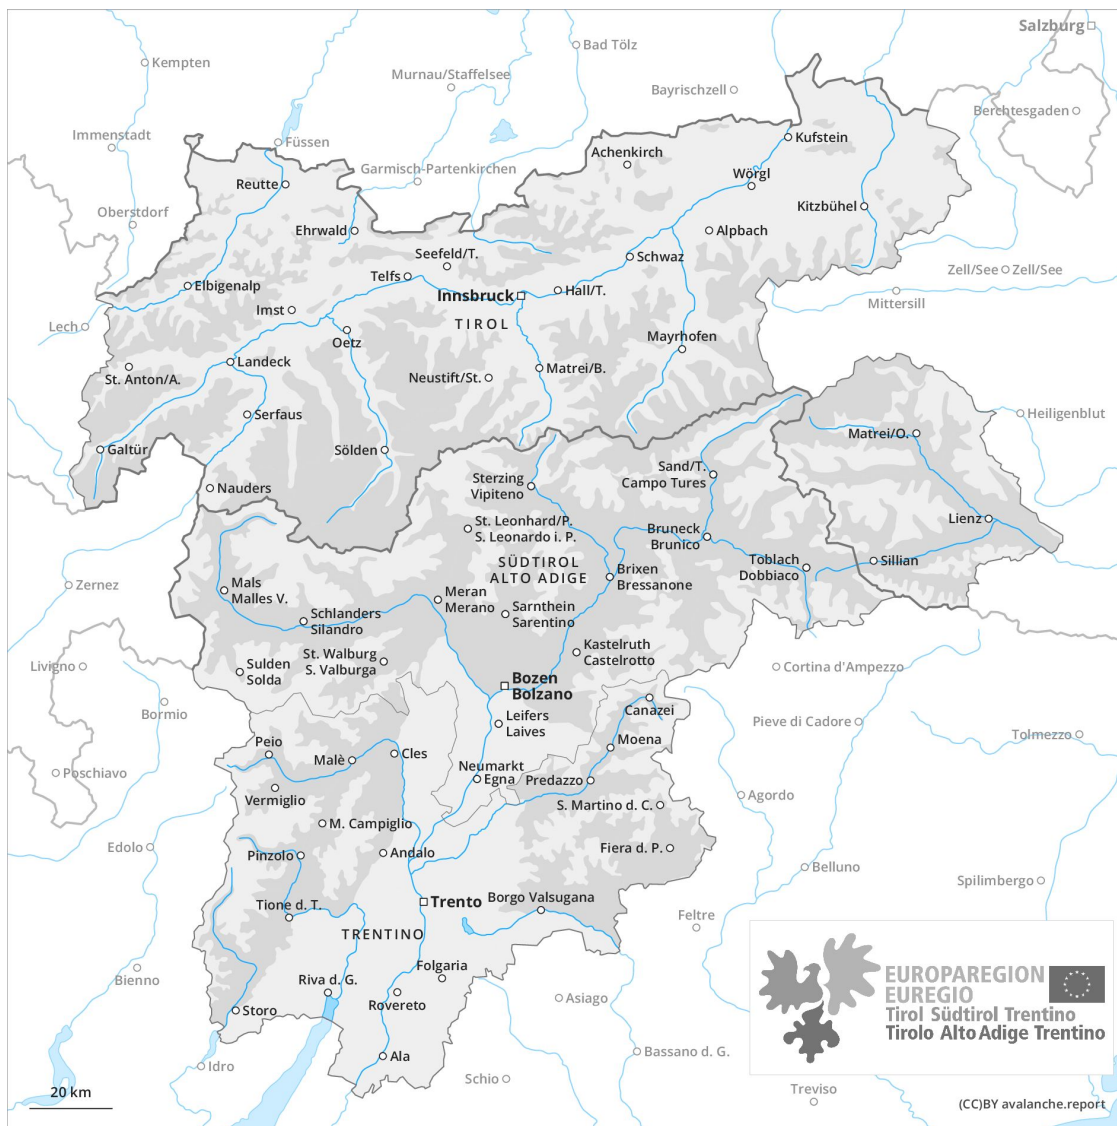 Salzburg
Bad Tölz
Kempten
Murnau/Staffelsee
Bayrischzell
Berchtesgaden
Immenstadt
Füssen
Kufstein
Achenkirch
Garmisch-Partenkirchen
Wörgl
Reutte
Kitzbühel
Oberstdorf
Ehrwald
Alpbach
Seefeld/T.
Schwaz
Telfs
Zell/See
Zell/See
Elbigenalp
Innsbruck
Hall/T.
Mittersill
Imst
TIROL
Lech
Oetz
Mayrhofen
Landeck
Matrei/B.
St. Anton/A.
Neustift/St.
Serfaus
Heiligenblut
Matrei/O.
Galtür
Sölden
Sand/T.
Campo Tures
Sterzing
Vipiteno
Nauders
St. Leonhard/P.
S. Leonardo i. P.
Lienz
Bruneck
Brunico
SÜDTIROL
ALTO ADIGE
Toblach
Dobbiaco
Sillian
Brixen
Bressanone
Zernez
Mals
Malles V.
Meran
Merano
Schlanders
Silandro
Sarnthein
Sarentino
Kastelruth
Castelrotto
St. Walburg
S. Valburga
Livigno
Sulden
Solda
Cortina d'Ampezzo
Bozen
Bolzano
Bormio
Canazei
Leifers
Laives
Pieve di Cadore
Tolmezzo
Peio
Malè
Cles
Moena
Poschiavo
Neumarkt
Egna
Predazzo
Vermiglio
Agordo
S. Martino d. C.
M. Campiglio
Edolo
Pinzolo
Andalo
Fiera d. P.
Belluno
Spilimbergo
Tione d. T.
Trento
Borgo Valsugana
Feltre
TRENTINO
Bienno
Folgaria
Riva d. G.
Rovereto
Asiago
Storo
EUROPAREGION
EUREGIO
Tirol Südtirol Trentino
Tirolo Alto Adige Trentino
Ala
Bassano d. G.
Idro
Schio
Treviso
20 km
(CC)BY avalanche.report